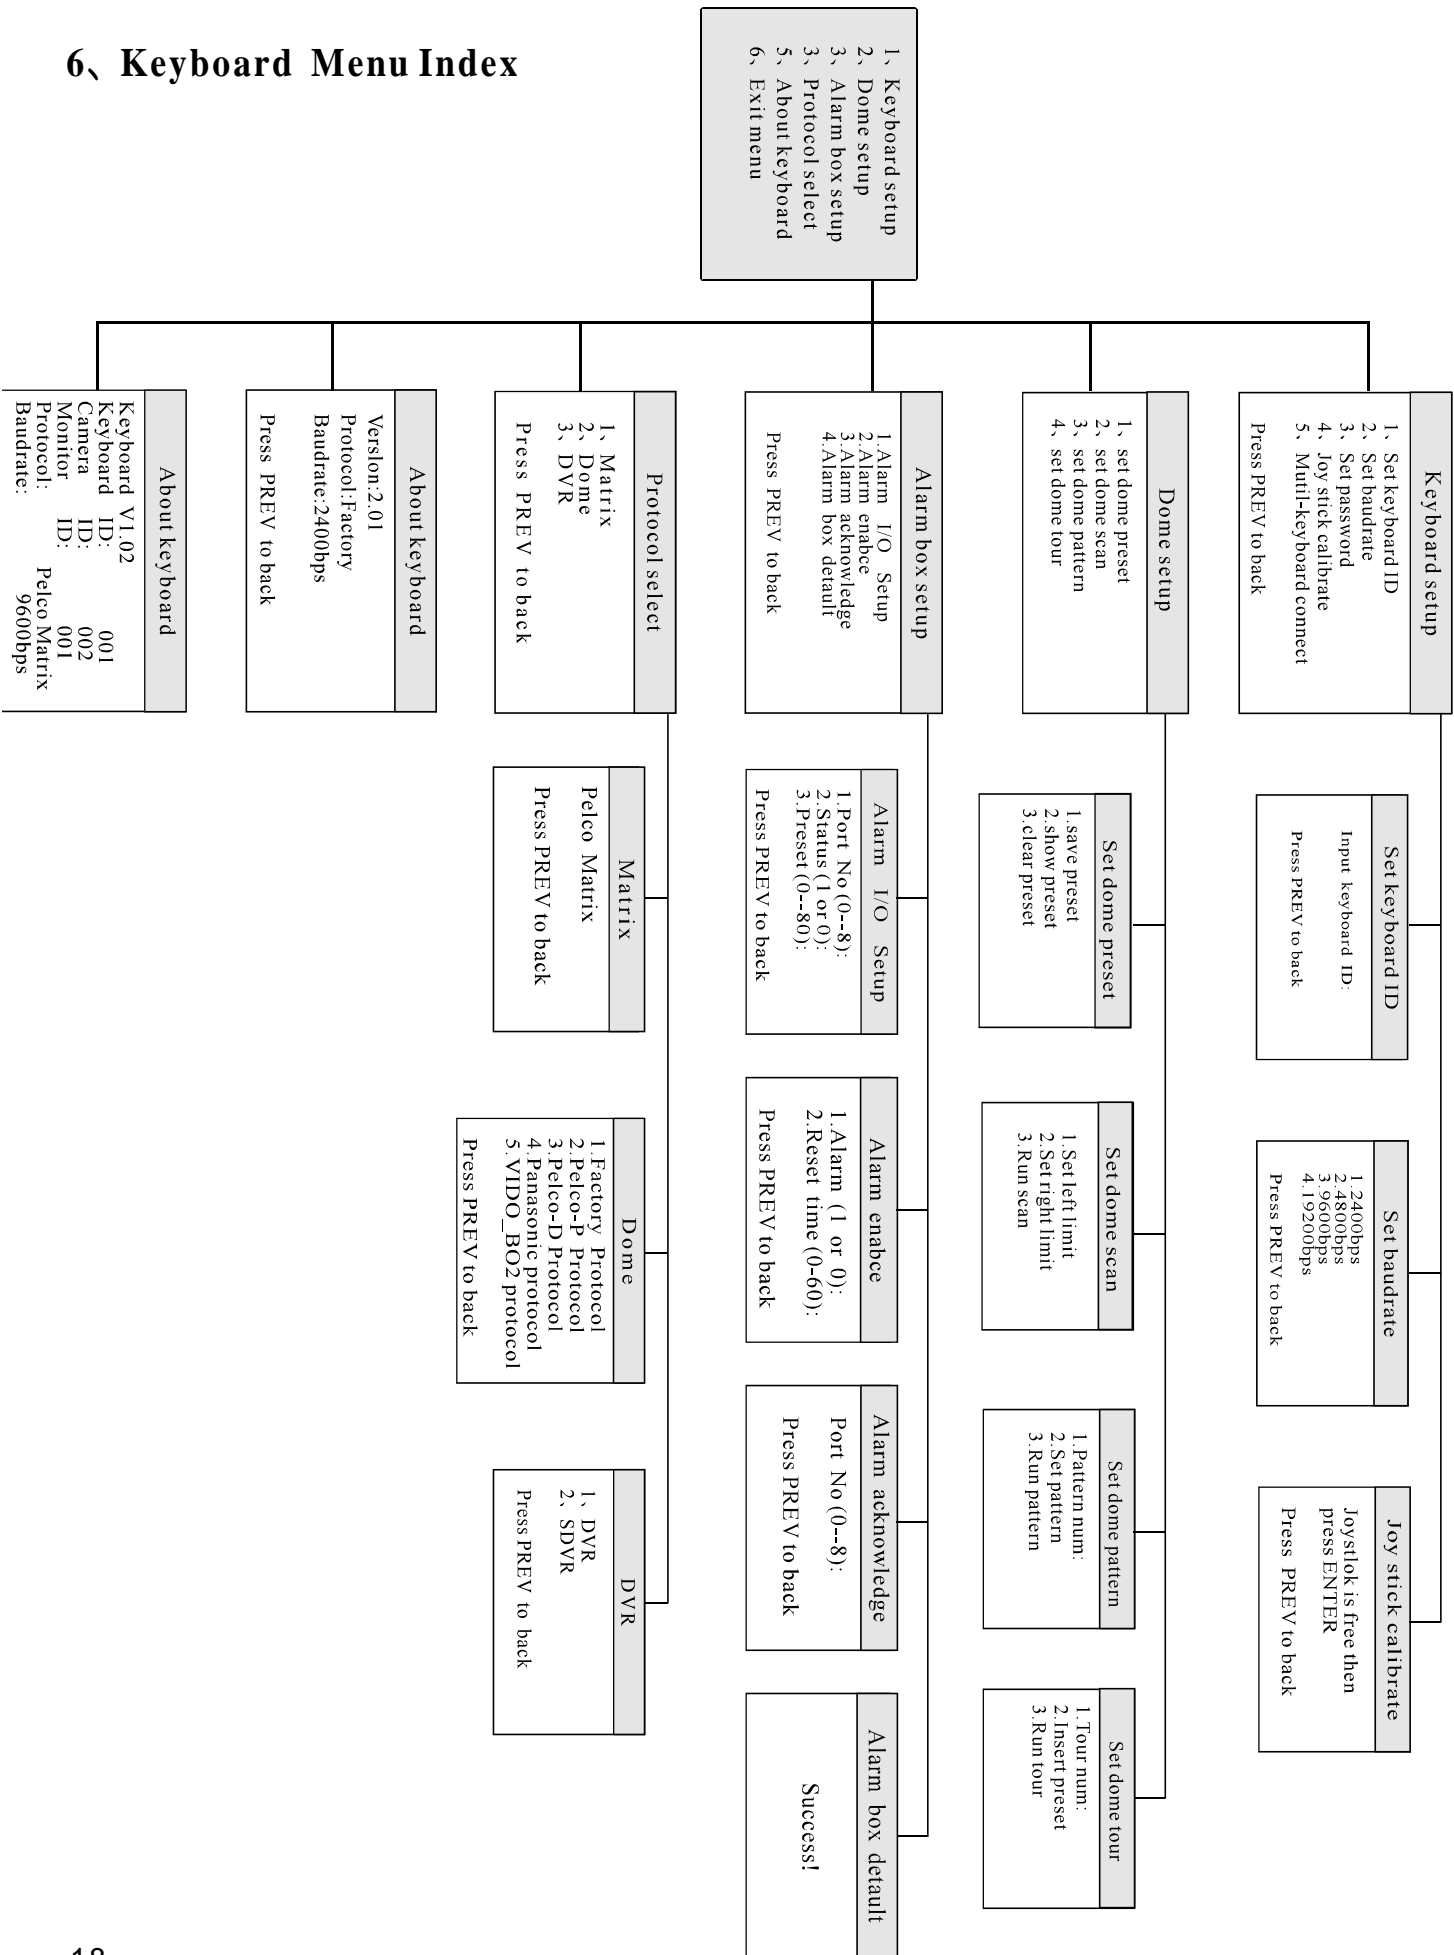 6、Keyboard Menu Index
1、Keyboard setup
2、Dome setup
3、Alarm box setup
3、Protocol select
5、About keyboard
6、Exit menu
Keyboard setup
1、Set keyboard ID
2、Set baudrate
3、Set password
4、Joy stick calibrate
5、Mutil-keyboard connect
Press PREV to back
Set keyboard ID
Input keyboard ID:
Press PREV to back
Set baudrate
1.2400bps
2.4800bps
3.9600bps
4.19200bps
Press PREV to back
Joy stick calibrate
Joystlok is free then
press ENTER
Press PREV to back
Dome setup
1、set dome preset
2、set dome scan
3、set dome pattern
4、set dome tour
Set dome preset
1.save preset
2.show preset
3.clear preset
Set dome scan
1.Set left limit
2.Set right limit
3.Run scan
Set dome pattern
1.Pattern num:
2.Set pattern
3.Run pattern
Set dome tour
1.Tour num:
2.Insert preset
3.Run tour
Alarm box setup
1.Alarm I/O Setup
2.Alarm enabce
3.Alarm acknowledge
4.Alarm box detault
Press PREV to back
Alarm I/O Setup
1.Port No(0--8):
2.Status(1 or 0):
3.Preset(0--80):
Press PREV to back
Alarm enabce
1.Alarm (1 or 0):
2.Reset time(0-60):
Press PREV to back
Alarm acknowledge
Port No(0--8):
Press PREV to back
Alarm box detault
Success!
Protocol select
1、Matrix
2、Dome
3、DVR
Press PREV to back
Matrix
Pelco Matrix
Press PREV to back
Dome
1.Factory Protocol
2.Pelco-P Protocol
3.Pelco-D Protocol
4.Panasonic protocol
5.VIDO_BO2 protocol
Press PREV to back
DVR
1、DVR
2、SDVR
Press PREV to back
About keyboard
Verslon:2.01
Protocol:Factory
Baudrate:2400bps
Press PREV to back
About keyboard
Keyboard V1.02
Keyboard ID: 001
Camera ID: 002
Monitor ID: 001
Protocol: Pelco Matrix
Baudrate: 9600bps
18